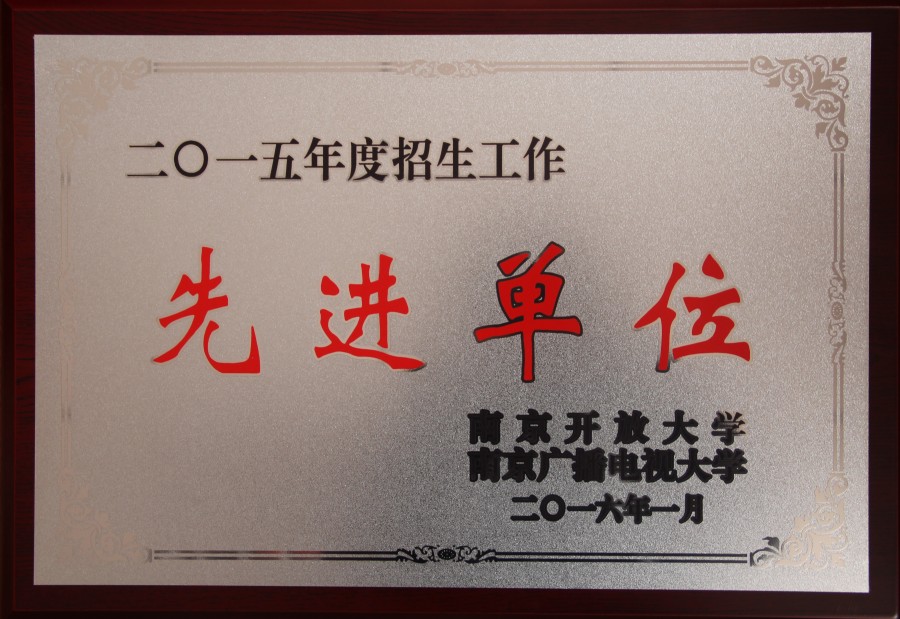 二〇一五年度招生工作
先进单位
南京开放大学
南京广播电视大学
二〇一六年一月